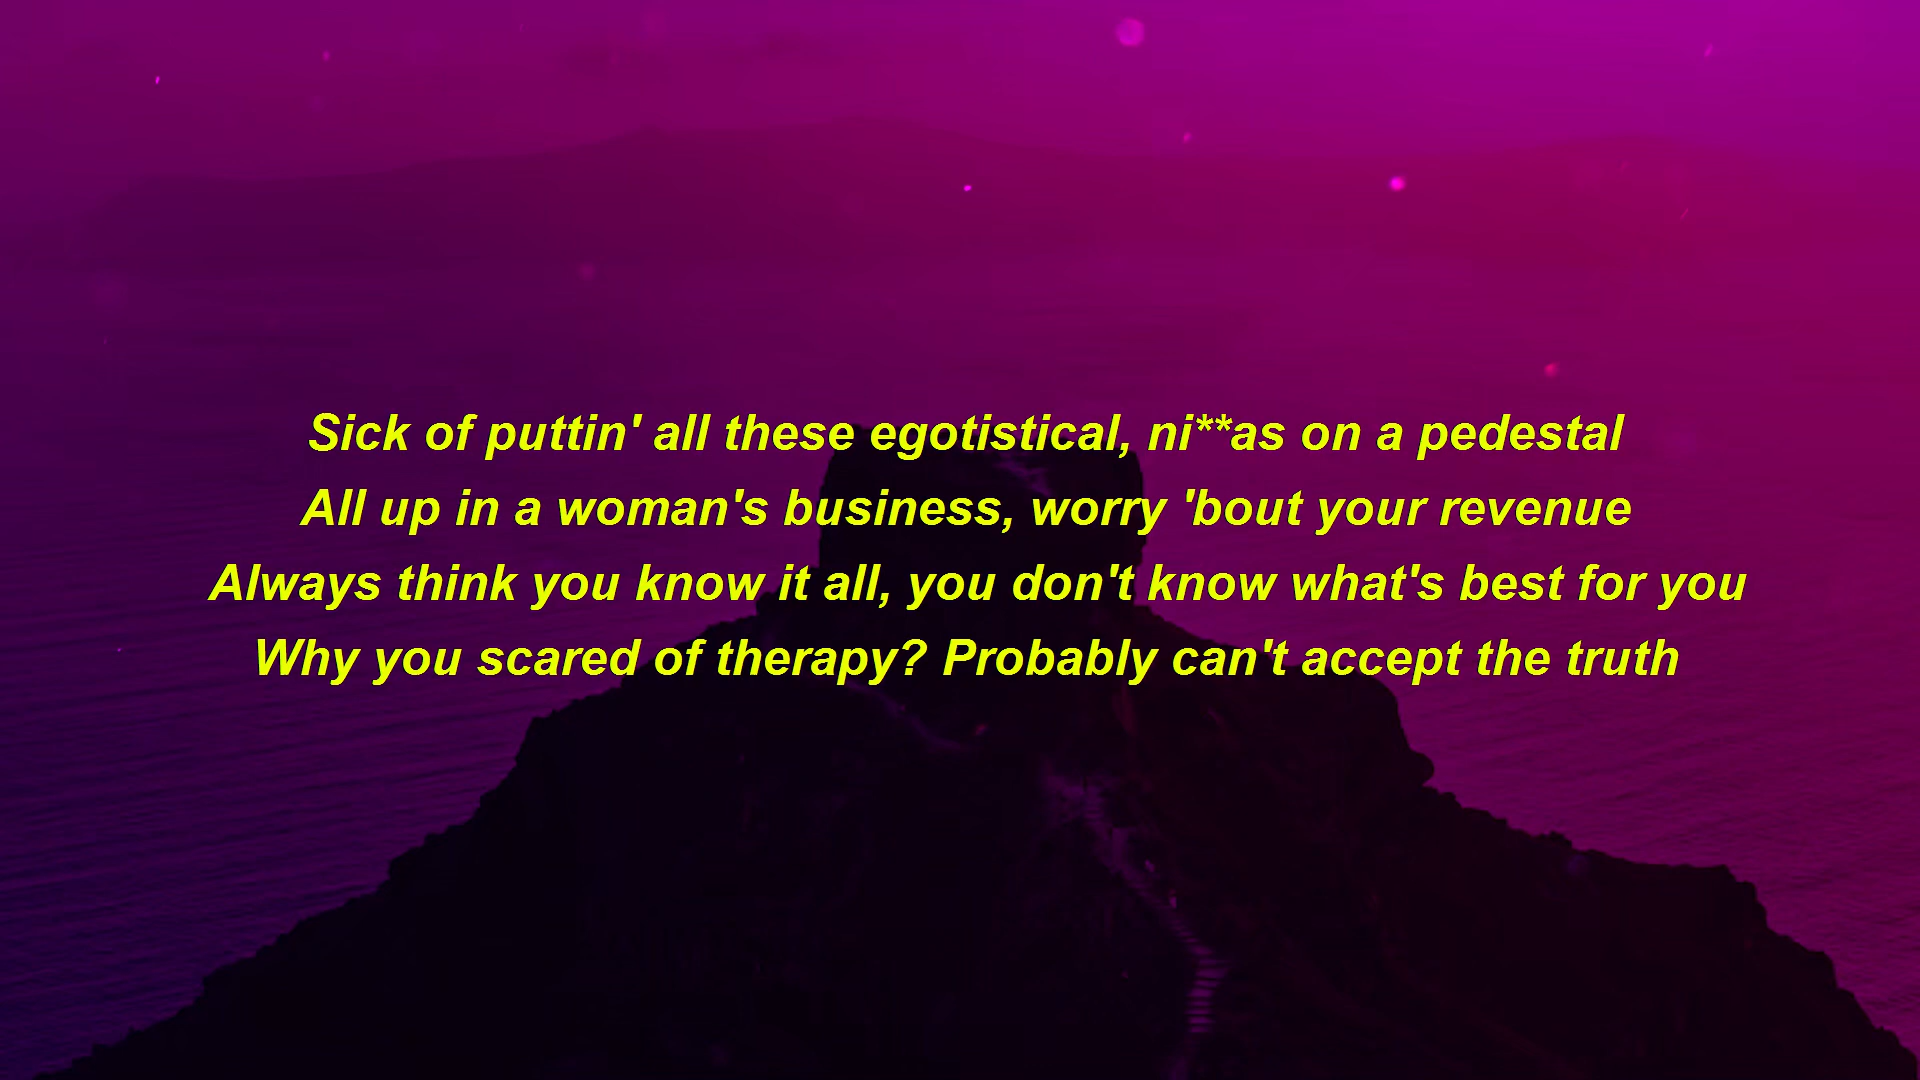 Sick of puttin' all these egotistical, ni**as on a pedestal
All up in a woman's business, worry 'bout your revenue
Always think you know it all, you don't know what's best for you
Why you scared of therapy? Probably can't accept the truth